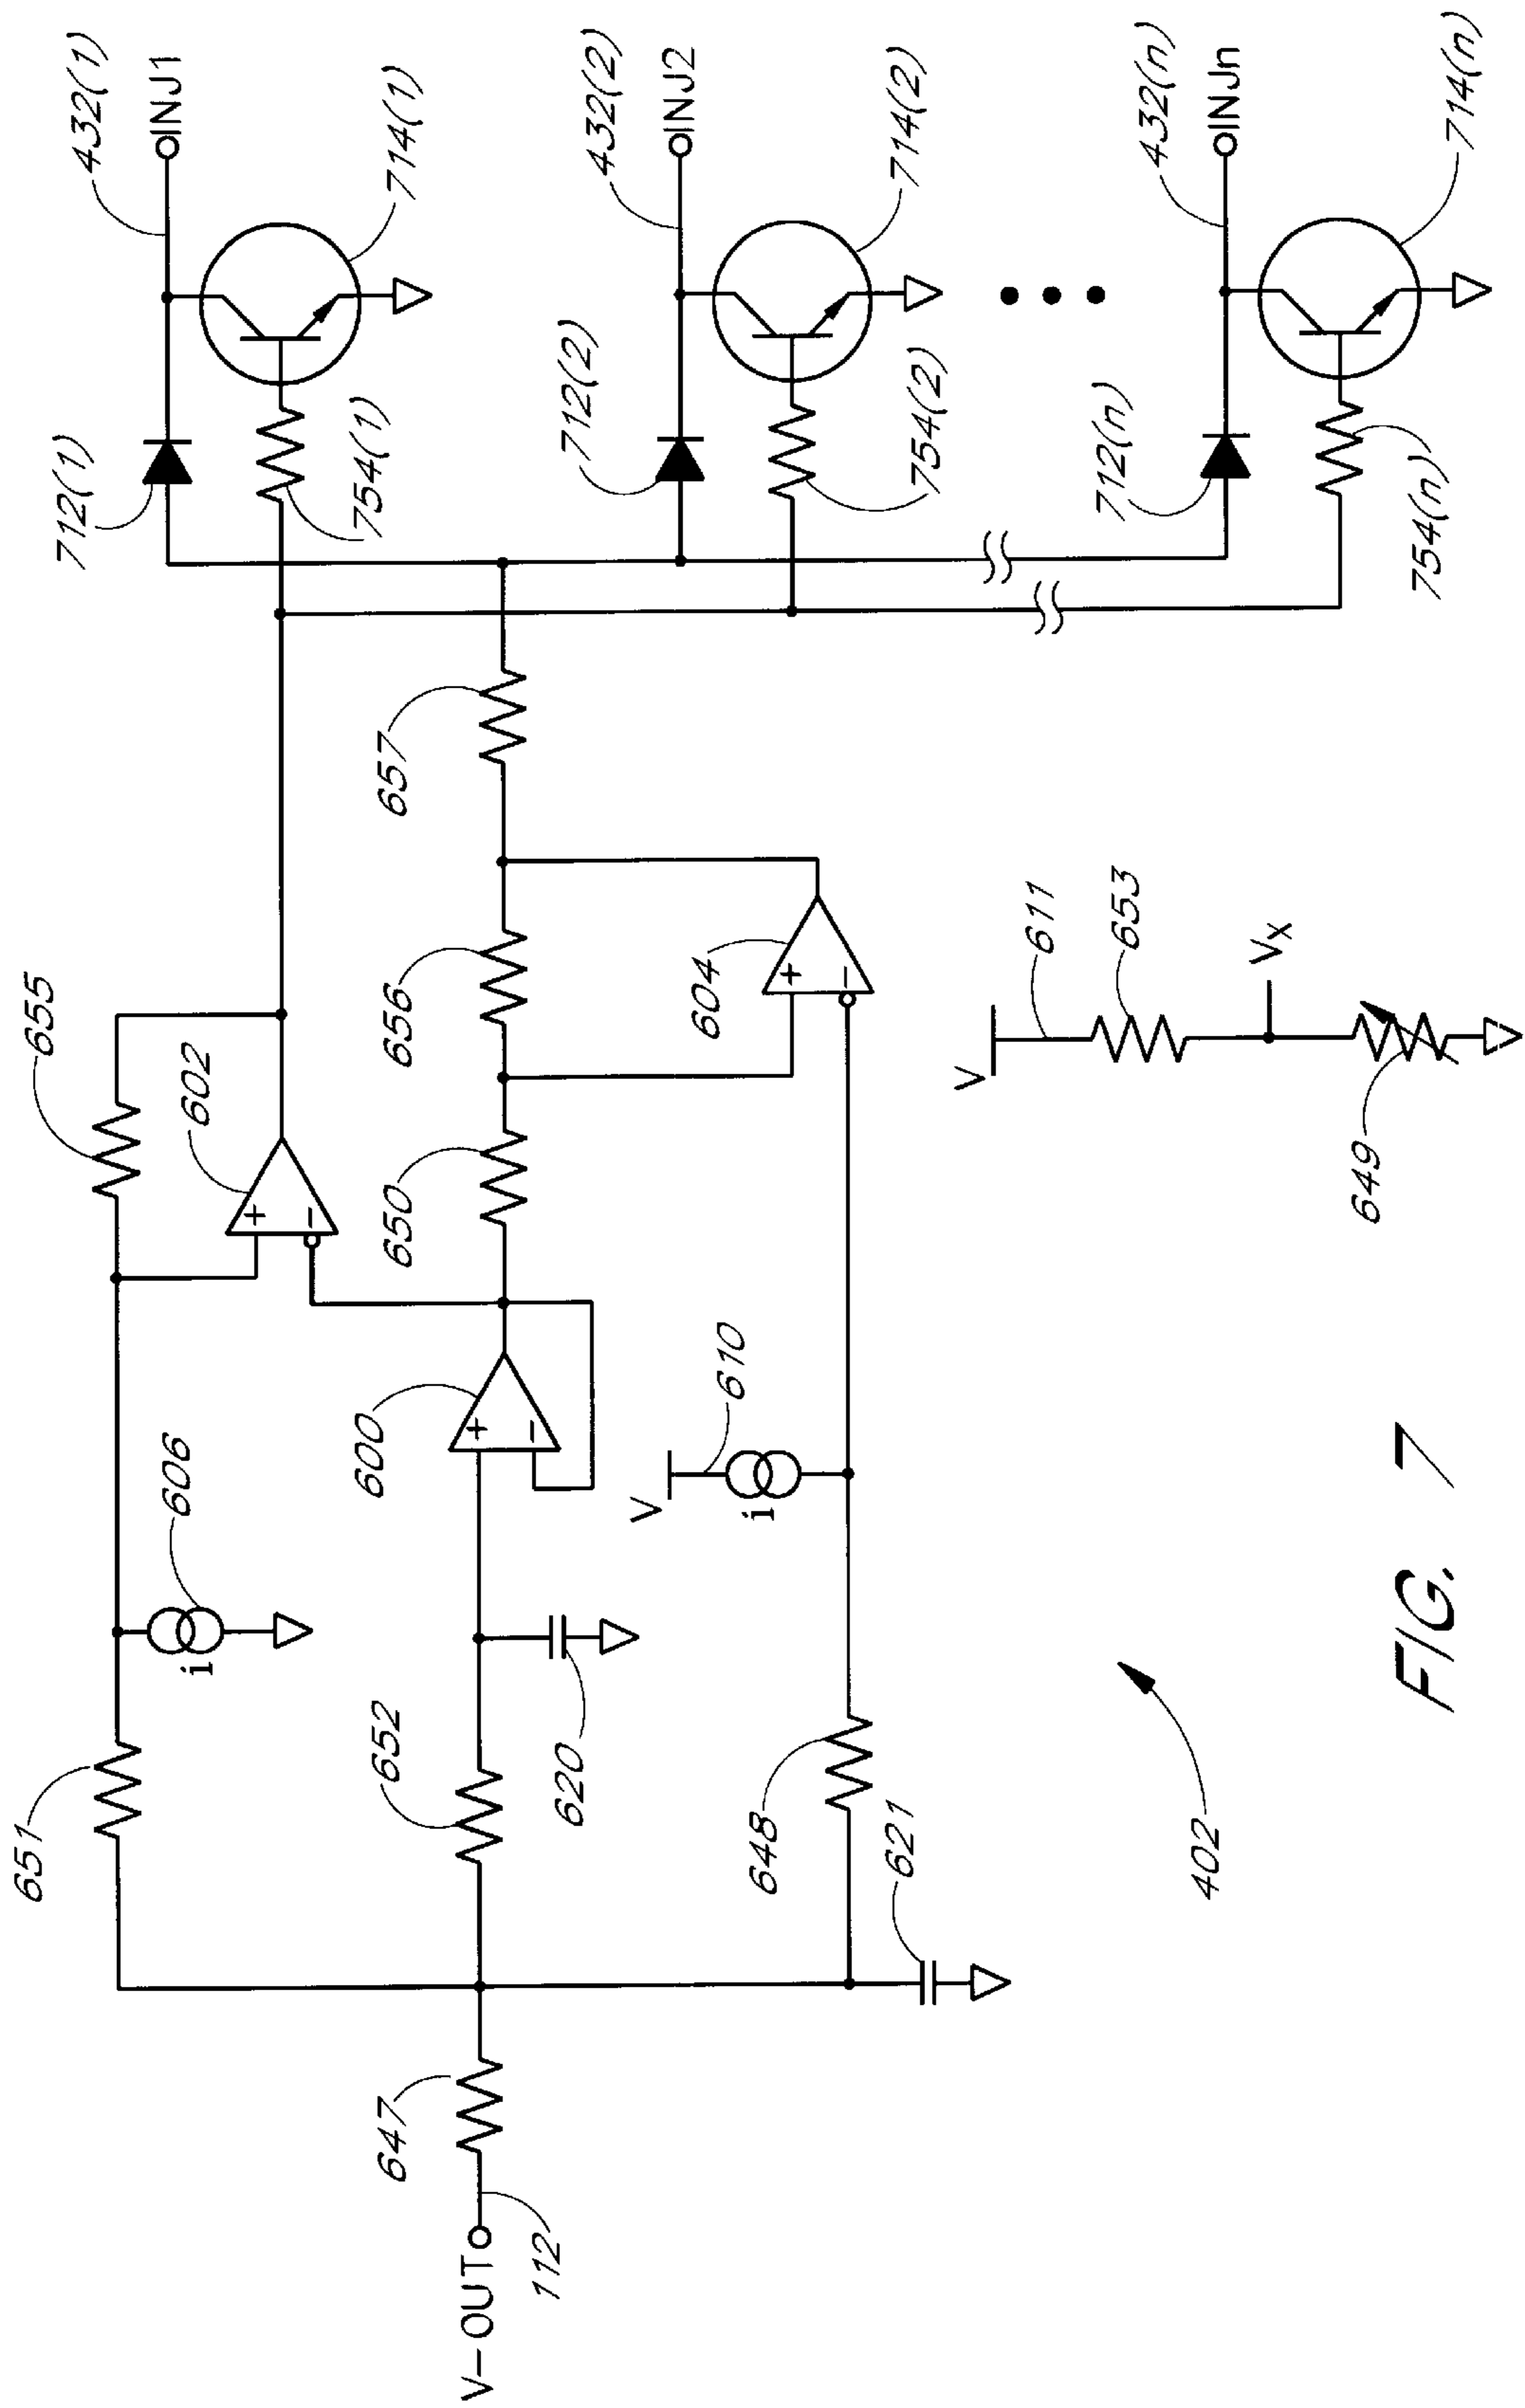 651
606
i
655
602
712(1)
432(1)
INJ1
754(1)
714(1)
V-OUT
112
647
652
620
600
650
656
657
712(2)
432(2)
INJ2
754(2)
714(2)
648
621
V
610
i
604
712(n)
432(n)
INJn
754(n)
714(n)
V
611
653
Vx
649
402
+
−
+
−
+
−
FIG. 7